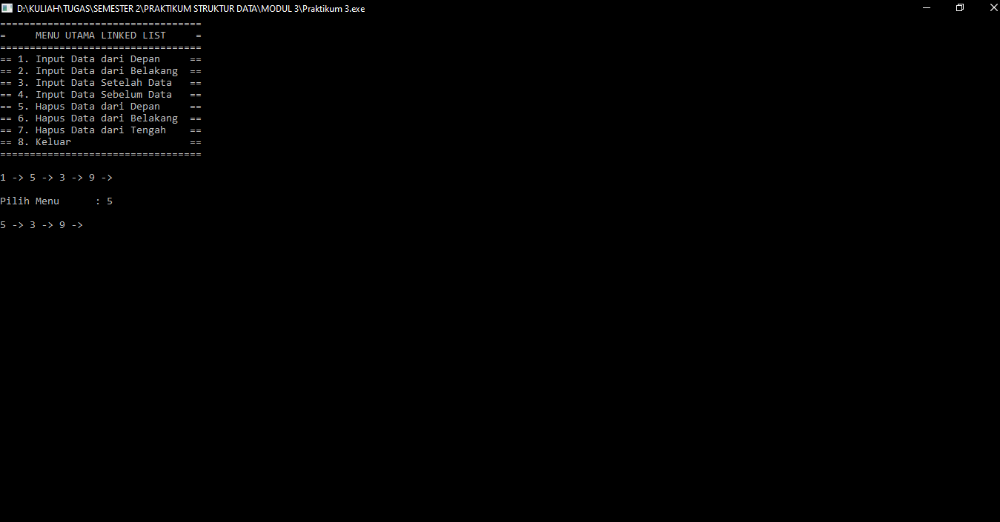 D:\KULIAH\TUGAS\SEMESTER 2\PRAKTIKUM STRUKTUR DATA\MODUL 3\Praktikum 3.exe
==================================
=     MENU UTAMA LINKED LIST     =
==================================
== 1. Input Data dari Depan     ==
== 2. Input Data dari Belakang  ==
== 3. Input Data Setelah Data   ==
== 4. Input Data Sebelum Data   ==
== 5. Hapus Data dari Depan     ==
== 6. Hapus Data dari Belakang  ==
== 7. Hapus Data dari Tengah    ==
== 8. Keluar                    ==
==================================
1 -> 5 -> 3 -> 9 ->
Pilih Menu      : 5
5 -> 3 -> 9 ->